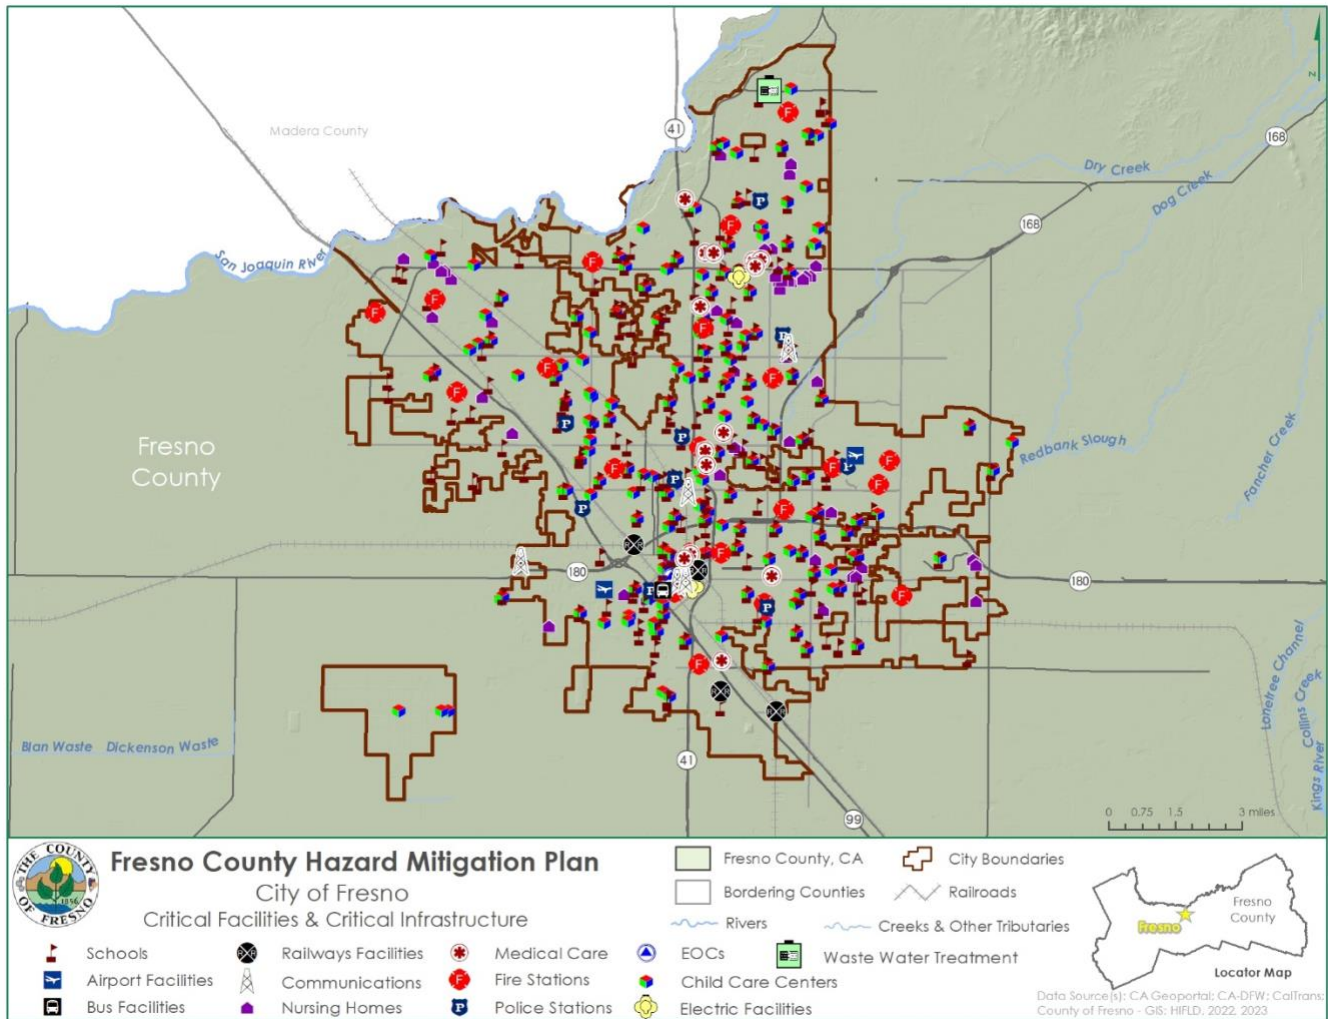 Madera County
41
168
Dry Creek
Dog Creek
168
San Joaquin River
Fresno
County
Redbank Slough
Fancher Creek
180
180
Lonetree Channel
Collins Creek
Kings River
Blan Waste Dickenson Waste
41
99
0 0.75 1.5 3 miles
N
THE COUNTY OF FRESNO
1856
Fresno County Hazard Mitigation Plan
City of Fresno
Critical Facilities & Critical Infrastructure
Fresno County, CA
City Boundaries
Bordering Counties
Railroads
Rivers
Creeks & Other Tributaries
Schools
Railways Facilities
Medical Care
EOCs
Waste Water Treatment
Airport Facilities
Communications
Fire Stations
Child Care Centers
Bus Facilities
Nursing Homes
Police Stations
Electric Facilities
Fresno
County
Fresno
Locator Map
Data Source(s): CA Geoportal; CA-DFW; CalTrans;
County of Fresno - GIS; HIFLD, 2022, 2023